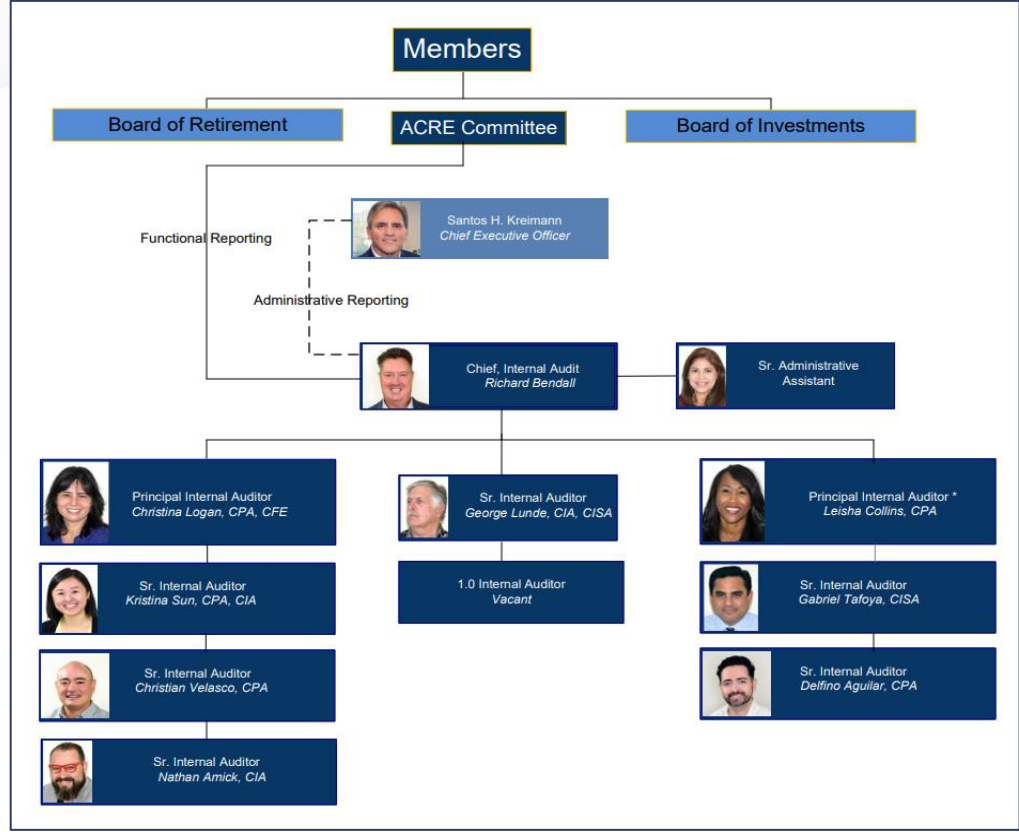 Members
Board of Retirement
ACRE Committee
Board of Investments
Santos H. Kreimann
Chief Executive Officer
Functional Reporting
Administrative Reporting
Chief, Internal Audit
Richard Bendall
Sr. Administrative
Assistant
Principal Internal Auditor
Christina Logan, CPA, CFE
Sr. Internal Auditor
George Lunde, CIA, CISA
Principal Internal Auditor *
Leisha Collins, CPA
Sr. Internal Auditor
Kristina Sun, CPA, CIA
1.0 Internal Auditor
Vacant
Sr. Internal Auditor
Gabriel Tafoya, CISA
Sr. Internal Auditor
Christian Velasco, CPA
Sr. Internal Auditor
Delfino Aguilar, CPA
Sr. Internal Auditor
Nathan Amick, CIA